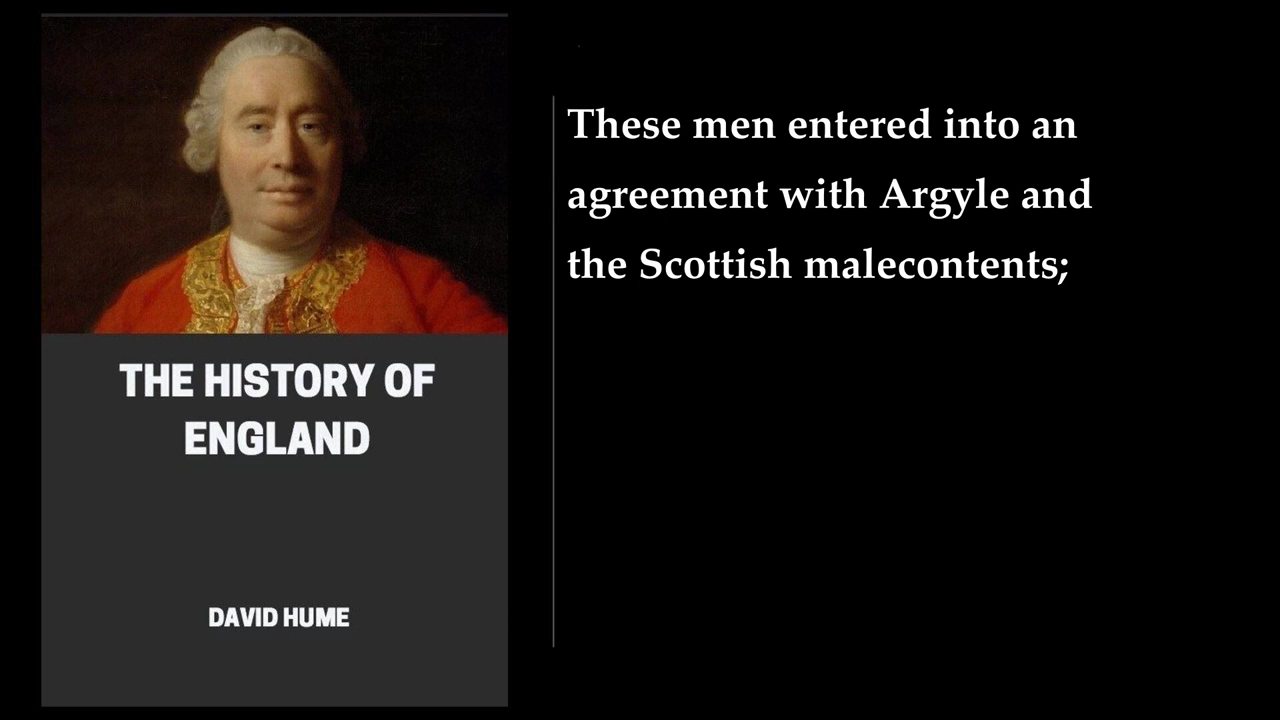 THE HISTORY OF
ENGLAND
DAVID HUME
These men entered into an
agreement with Argyle and
the Scottish malecontents;